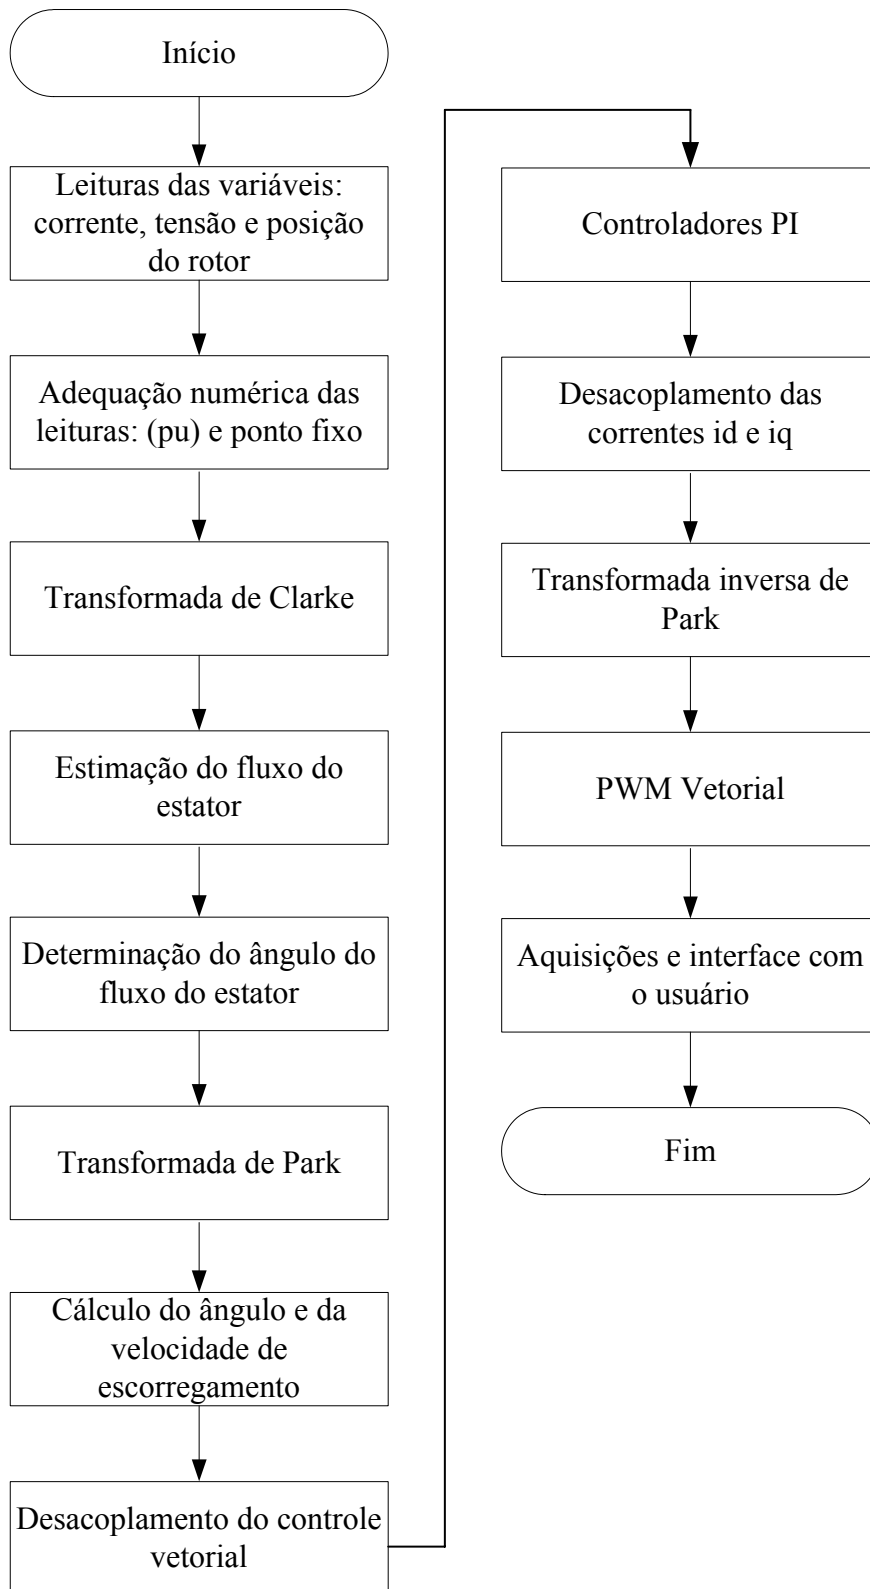 Início
Leituras das variáveis:
corrente, tensão e posição
do rotor
Adequação numérica das
leituras: (pu) e ponto fixo
Transformada de Clarke
Estimação do fluxo do
estator
Determinação do ângulo do
fluxo do estator
Transformada de Park
Cálculo do ângulo e da
velocidade de
escorregamento
Desacoplamento do controle
vetorial
Controladores PI
Desacoplamento das
correntes id e iq
Transformada inversa de
Park
PWM Vetorial
Aquisições e interface com
o usuário
Fim